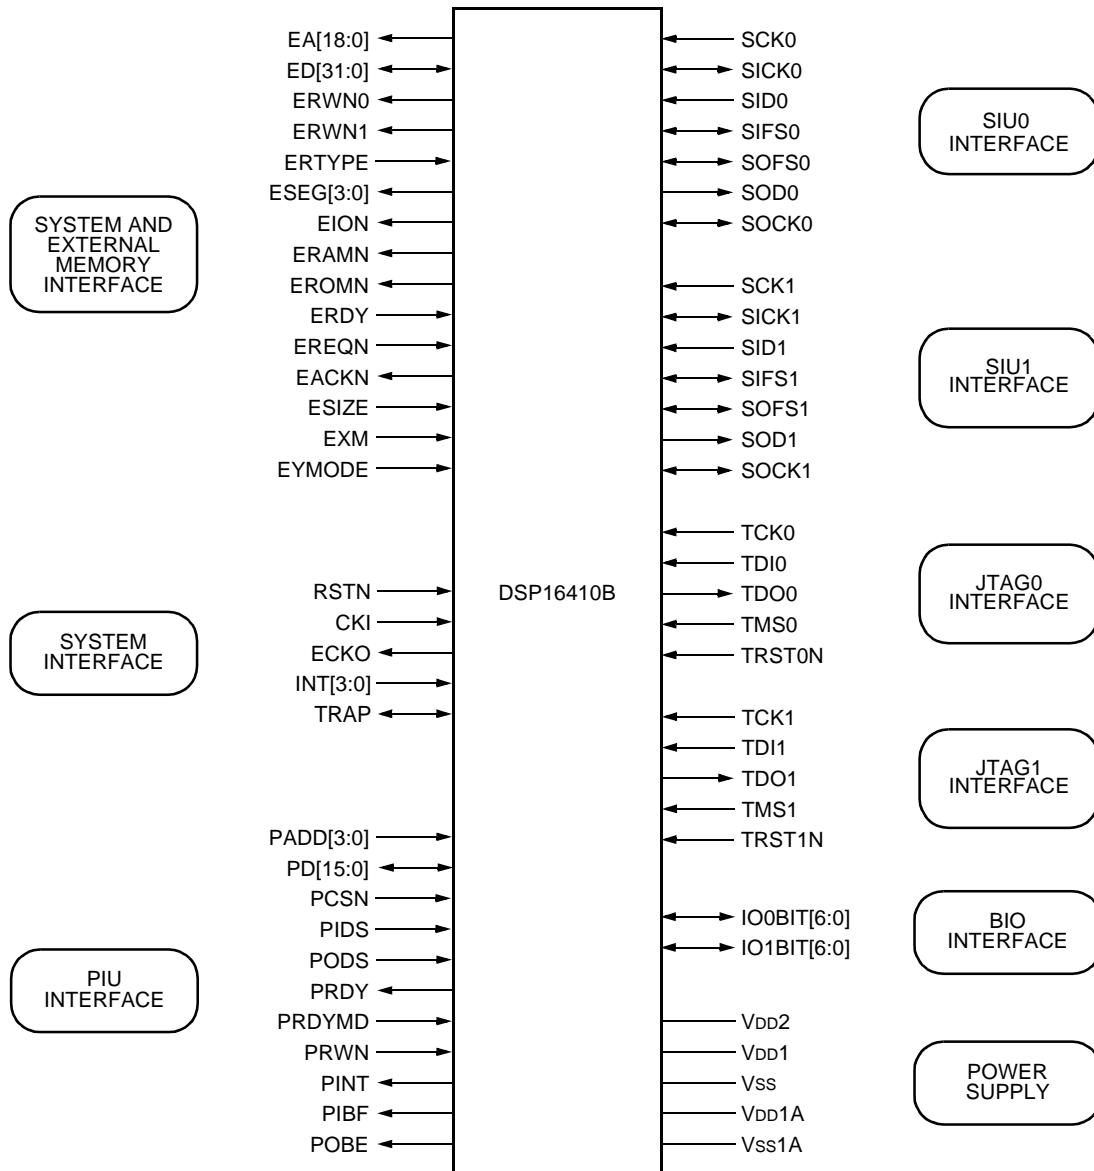 SYSTEM AND
EXTERNAL
MEMORY
INTERFACE
SYSTEM
INTERFACE
PIU
INTERFACE
EA[18:0]
ED[31:0]
ERWN0
ERWN1
ERTYPE
ESEG[3:0]
EION
ERAMN
EROMN
ERDY
EREQN
EACKN
ESIZE
EXM
EYMODE
RSTN
CKI
ECKO
INT[3:0]
TRAP
PADD[3:0]
PD[15:0]
PCSN
PIDS
PODS
PRDY
PRDYMD
PRWN
PINT
PIBF
POBE
DSP16410B
SCK0
SICK0
SID0
SIFS0
SOFS0
SOD0
SOCK0
SCK1
SICK1
SID1
SIFS1
SOFS1
SOD1
SOCK1
TCK0
TDI0
TDO0
TMS0
TRST0N
TCK1
TDI1
TDO1
TMS1
TRST1N
IO0BIT[6:0]
IO1BIT[6:0]
VDD2
VDD1
VSS
VDD1A
VSS1A
SIU0
INTERFACE
SIU1
INTERFACE
JTAG0
INTERFACE
JTAG1
INTERFACE
BIO
INTERFACE
POWER
SUPPLY